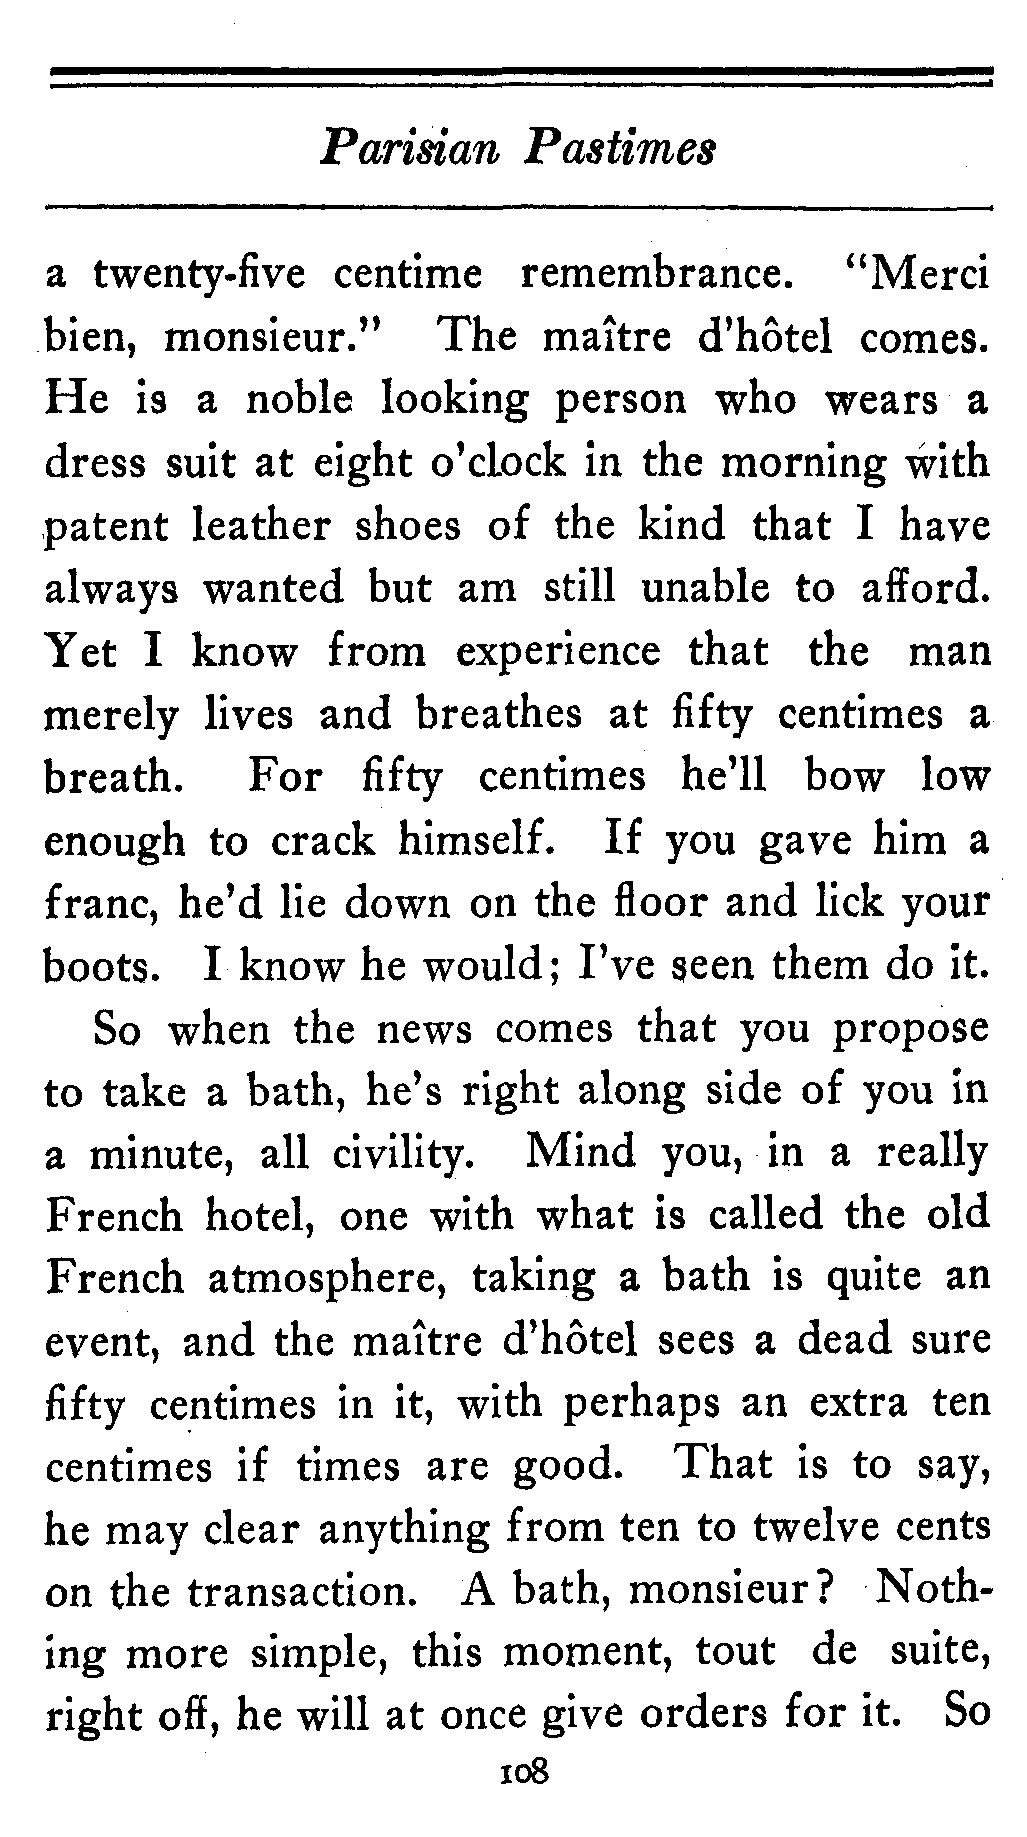 Parisian Pastimes
a twenty-five centime remembrance. “Merci
bien, monsieur.” The maître d'hôtel comes.
He is a noble looking person who wears a
dress suit at eight o'clock in the morning with
patent leather shoes of the kind that I have
always wanted but am still unable to afford.
Yet I know from experience that the man
merely lives and breathes at fifty centimes a
breath. For fifty centimes he'll bow low
enough to crack himself. If you gave him a
franc, he'd lie down on the floor and lick your
boots. I know he would; I've seen them do it.
So when the news comes that you propose
to take a bath, he's right along side of you in
a minute, all civility. Mind you, in a really
French hotel, one with what is called the old
French atmosphere, taking a bath is quite an
event, and the maître d'hôtel sees a dead sure
fifty centimes in it, with perhaps an extra ten
centimes if times are good. That is to say,
he may clear anything from ten to twelve cents
on the transaction. A bath, monsieur? Noth-
ing more simple, this moment, tout de suite,
right off, he will at once give orders for it. So
108